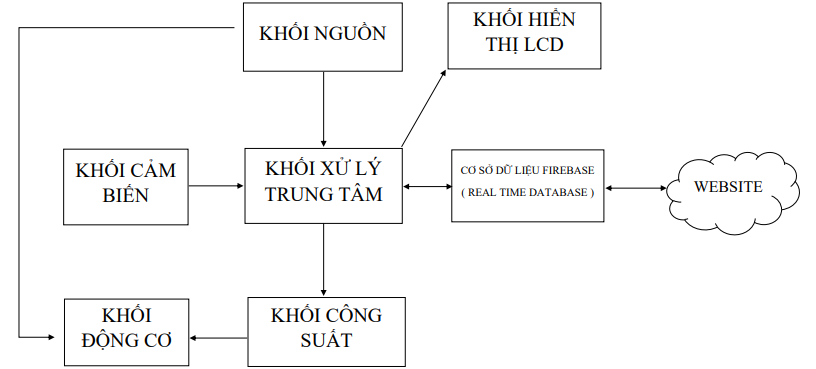 KHỐI NGUỒN
KHỐI HIỂN
THỊ LCD
KHỐI CẢM
BIẾN
KHỐI XỬ LÝ
TRUNG TÂM
CƠ SỞ DỮ LIỆU FIREBASE
( REAL TIME DATABASE )
WEBSITE
KHỐI
ĐỘNG CƠ
KHỐI CÔNG
SUẤT